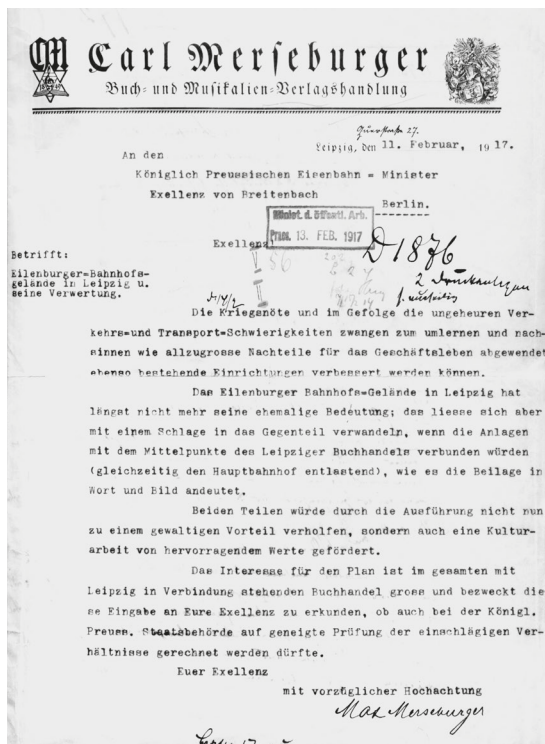 CM
Carl Merseburger
Buch- und Musikalien-Verlagshandlung
Querstraße 27.
Leipzig, den 11. Februar, 1917.
An den
Königlich Preussischen Eisenbahn = Minister
Exellenz von Breitenbach
Berlin.
Minist. d. öffentl. Arb.
Praes. 13. FEB. 1917
Exellenz!
D 1876
Betrifft:
Eilenburger-Bahnhofs-
gelände in Leipzig u.
seine Verwertung.
Die Kriegsnöte und im Gefolge die ungeheuren Ver-
kehrs=und Transport=Schwierigkeiten zwangen zum umlernen und nach-
sinnen wie allzugrosse Nachteile für das Geschäftsleben abgewendet
ebenso bestehende Einrichtungen verbessert werden können.
Das Eilenburger Bahnhofs=Gelände in Leipzig hat
längst nicht mehr seine ehemalige Bedeutung; das liesse sich aber
mit einem Schlage in das Gegenteil verwandeln, wenn die Anlagen
mit dem Mittelpunkte des Leipziger Buchhandels verbunden würden
(gleichzeitig den Hauptbahnhof entlastend), wie es die Beilage in
Wort und Bild andeutet.
Beiden Teilen würde durch die Ausführung nicht nun
zu einem gewaltigen Vorteil verholfen, sondern auch eine Kultur-
arbeit von hervorragendem Werte gefördert.
Das Interesse für den Plan ist im gesamten mit
Leipzig in Verbindung stehenden Buchhandel gross und bezweckt die
se Eingabe an Eure Exellenz zu erkunden, ob auch bei der Königl.
Preuss. Staatsbehörde auf geneigte Prüfung der einschlägigen Ver-
hältnisse gerechnet werden dürfte.
Euer Exellenz
mit vorzüglicher Hochachtung
Max Merseburger